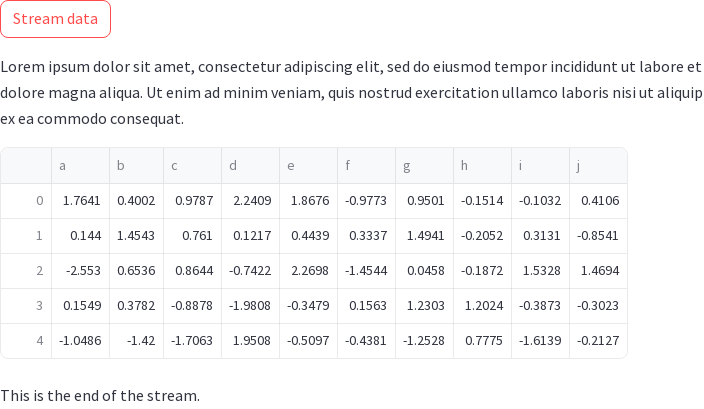 Stream data
Lorem ipsum dolor sit amet, consectetur adipiscing elit, sed do eiusmod tempor incididunt ut labore et
dolore magna aliqua. Ut enim ad minim veniam, quis nostrud exercitation ullamco laboris nisi ut aliquip
ex ea commodo consequat.
a b c d e f g h i j
0 1.7641 0.4002 0.9787 2.2409 1.8676 -0.9773 0.9501 -0.1514 -0.1032 0.4106
1 0.144 1.4543 0.761 0.1217 0.4439 0.3337 1.4941 -0.2052 0.3131 -0.8541
2 -2.553 0.6536 0.8644 -0.7422 2.2698 -1.4544 0.0458 -0.1872 1.5328 1.4694
3 0.1549 0.3782 -0.8878 -1.9808 -0.3479 0.1563 1.2303 1.2024 -0.3873 -0.3023
4 -1.0486 -1.42 -1.7063 1.9508 -0.5097 -0.4381 -1.2528 0.7775 -1.6139 -0.2127
This is the end of the stream.